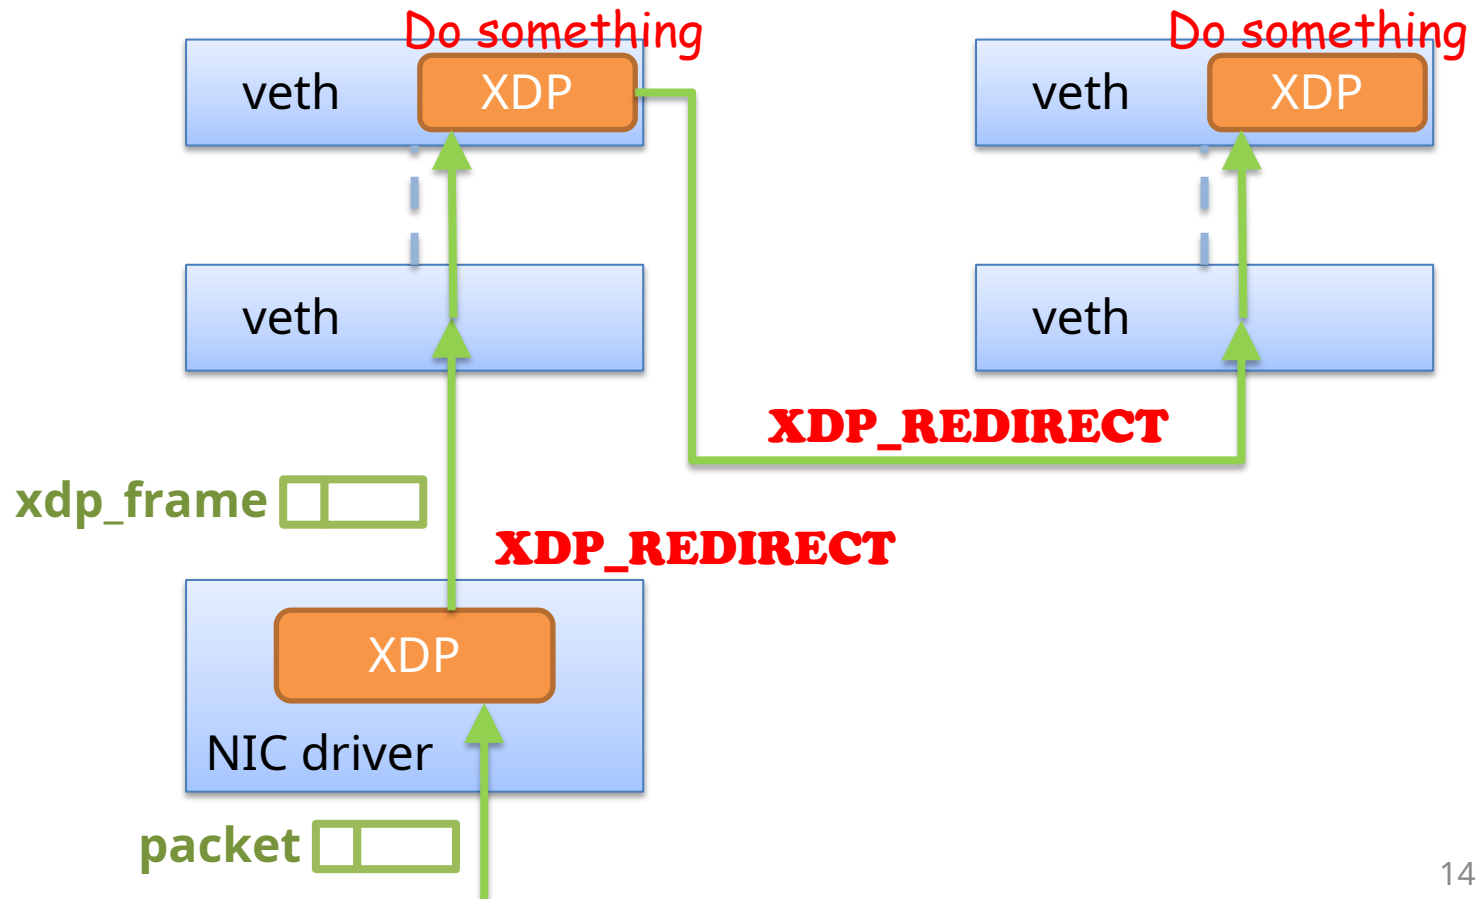 Do something
Do something
veth
XDP
veth
XDP
veth
veth
XDP_REDIRECT
xdp_frame
XDP_REDIRECT
XDP
NIC driver
packet
14